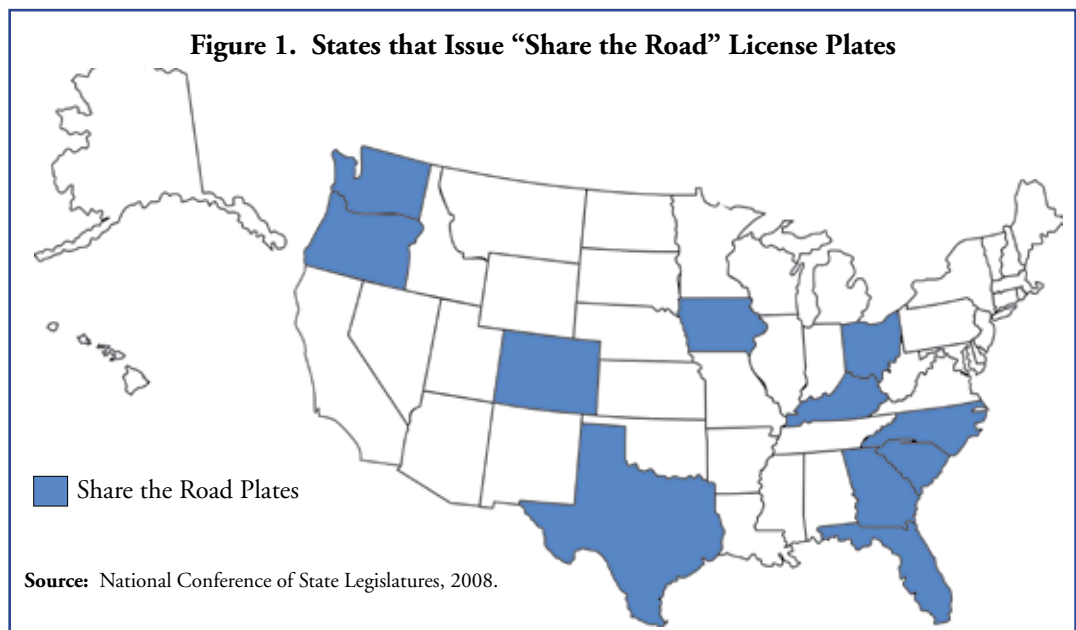 Figure 1. States that Issue “Share the Road” License Plates
Share the Road Plates
Source: National Conference of State Legislatures, 2008.